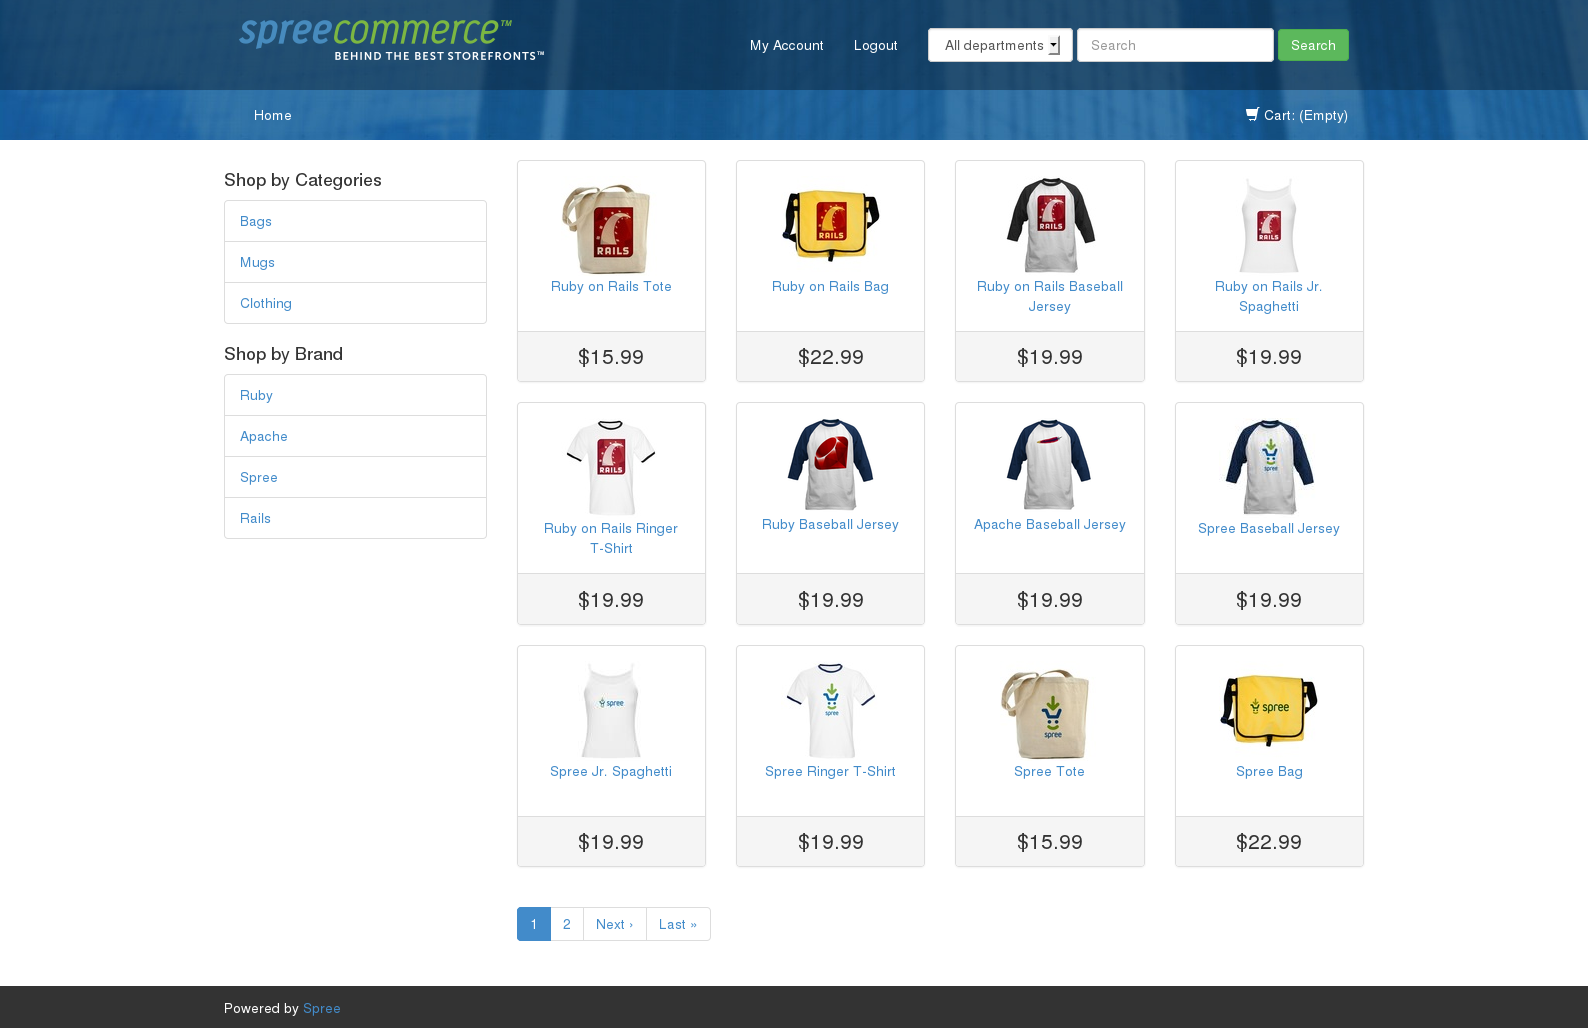 spreecommerce™
BEHIND THE BEST STOREFRONTS™
My Account
Logout
All departments
Search
Search
Home
Cart: (Empty)
Shop by Categories
Bags
Mugs
Clothing
Shop by Brand
Ruby
Apache
Spree
Rails
RAILS
Ruby on Rails Tote
$15.99
RAILS
Ruby on Rails Bag
$22.99
RAILS
Ruby on Rails Baseball
Jersey
$19.99
RAILS
Ruby on Rails Jr.
Spaghetti
$19.99
RAILS
Ruby on Rails Ringer
T-Shirt
$19.99
Ruby Baseball Jersey
$19.99
Apache Baseball Jersey
$19.99
spree
Spree Baseball Jersey
$19.99
spree
Spree Jr. Spaghetti
$19.99
spree
Spree Ringer T-Shirt
$19.99
spree
Spree Tote
$15.99
spree
Spree Bag
$22.99
1
2
Next ›
Last »
Powered by Spree